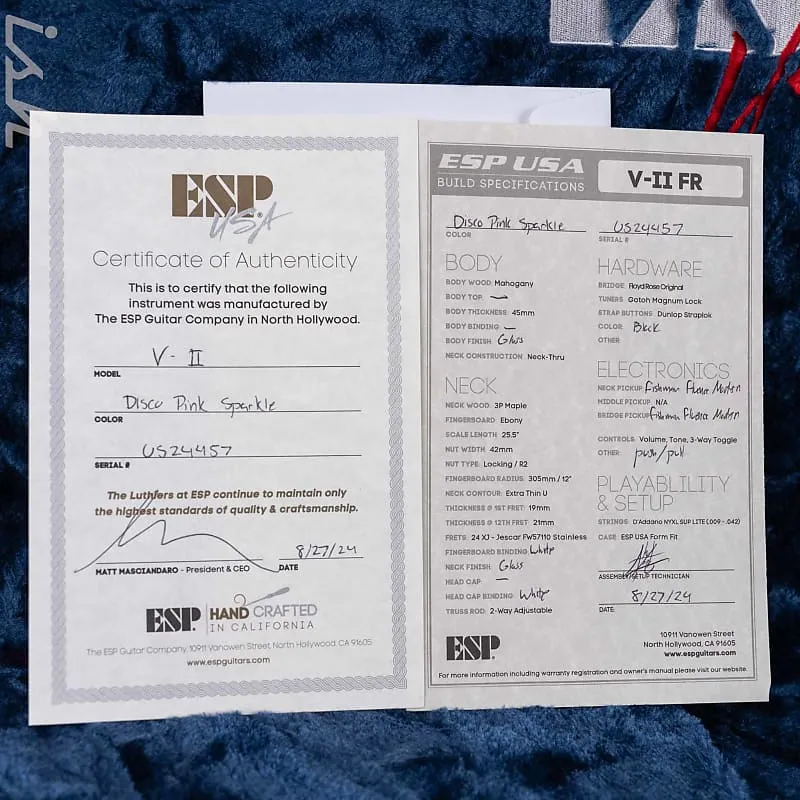 ESP
USA
Certificate of Authenticity
This is to certify that the following
instrument was manufactured by
The ESP Guitar Company in North Hollywood.
V-II
MODEL
Disco Pink Sparkle
COLOR
US24457
SERIAL #
The Luthiers at ESP continue to maintain only
the highest standards of quality & craftsmanship.
8/27/24
MATT MASCIANDARO - President & CEO DATE
ESP. HAND CRAFTED
IN CALIFORNIA
The ESP Guitar Company, 10911 Vanowen Street, North Hollywood, CA 91605
www.espguitars.com
ESP USA
BUILD SPECIFICATIONS
V-II FR
Disco Pink Sparkle
COLOR
US24457
SERIAL #
BODY
BODY WOOD: Mahogany
BODY TOP: —
BODY THICKNESS: 45mm
BODY BINDING: —
BODY FINISH: Gloss
NECK CONSTRUCTION: Neck-Thru
NECK
NECK WOOD: 3P Maple
FINGERBOARD: Ebony
SCALE LENGTH: 25.5"
NUT WIDTH: 42mm
NUT TYPE: Locking / R2
FINGERBOARD RADIUS: 305mm / 12"
NECK CONTOUR: Extra Thin U
THICKNESS @ 1ST FRET: 19mm
THICKNESS @ 12TH FRET: 21mm
FRETS: 24 XJ - Jescar FW57110 Stainless
FINGERBOARD BINDING: White
NECK FINISH: Gloss
HEAD CAP: —
HEAD CAP BINDING: White
TRUSS ROD: 2-Way Adjustable
ESP.
HARDWARE
BRIDGE: Floyd Rose Original
TUNERS: Gotoh Magnum Lock
STRAP BUTTONS: Dunlop Straplok
COLOR: Black
OTHER:
ELECTRONICS
NECK PICKUP: Fishman Fluence Modern
MIDDLE PICKUP: N/A
BRIDGE PICKUP: Fishman Fluence Modern
CONTROLS: Volume, Tone, 3-Way Toggle
OTHER: push/pull
PLAYABLILITY
& SETUP
STRINGS: D'Addario NYXL SUP LITE (.009 - .042)
CASE: ESP USA Form Fit
ASSEMBLY/SETUP TECHNICIAN
8/27/24
DATE:
10911 Vanowen Street
North Hollywood, CA 91605
www.espguitars.com
For more information including warranty registration and owner's manual please visit our website.